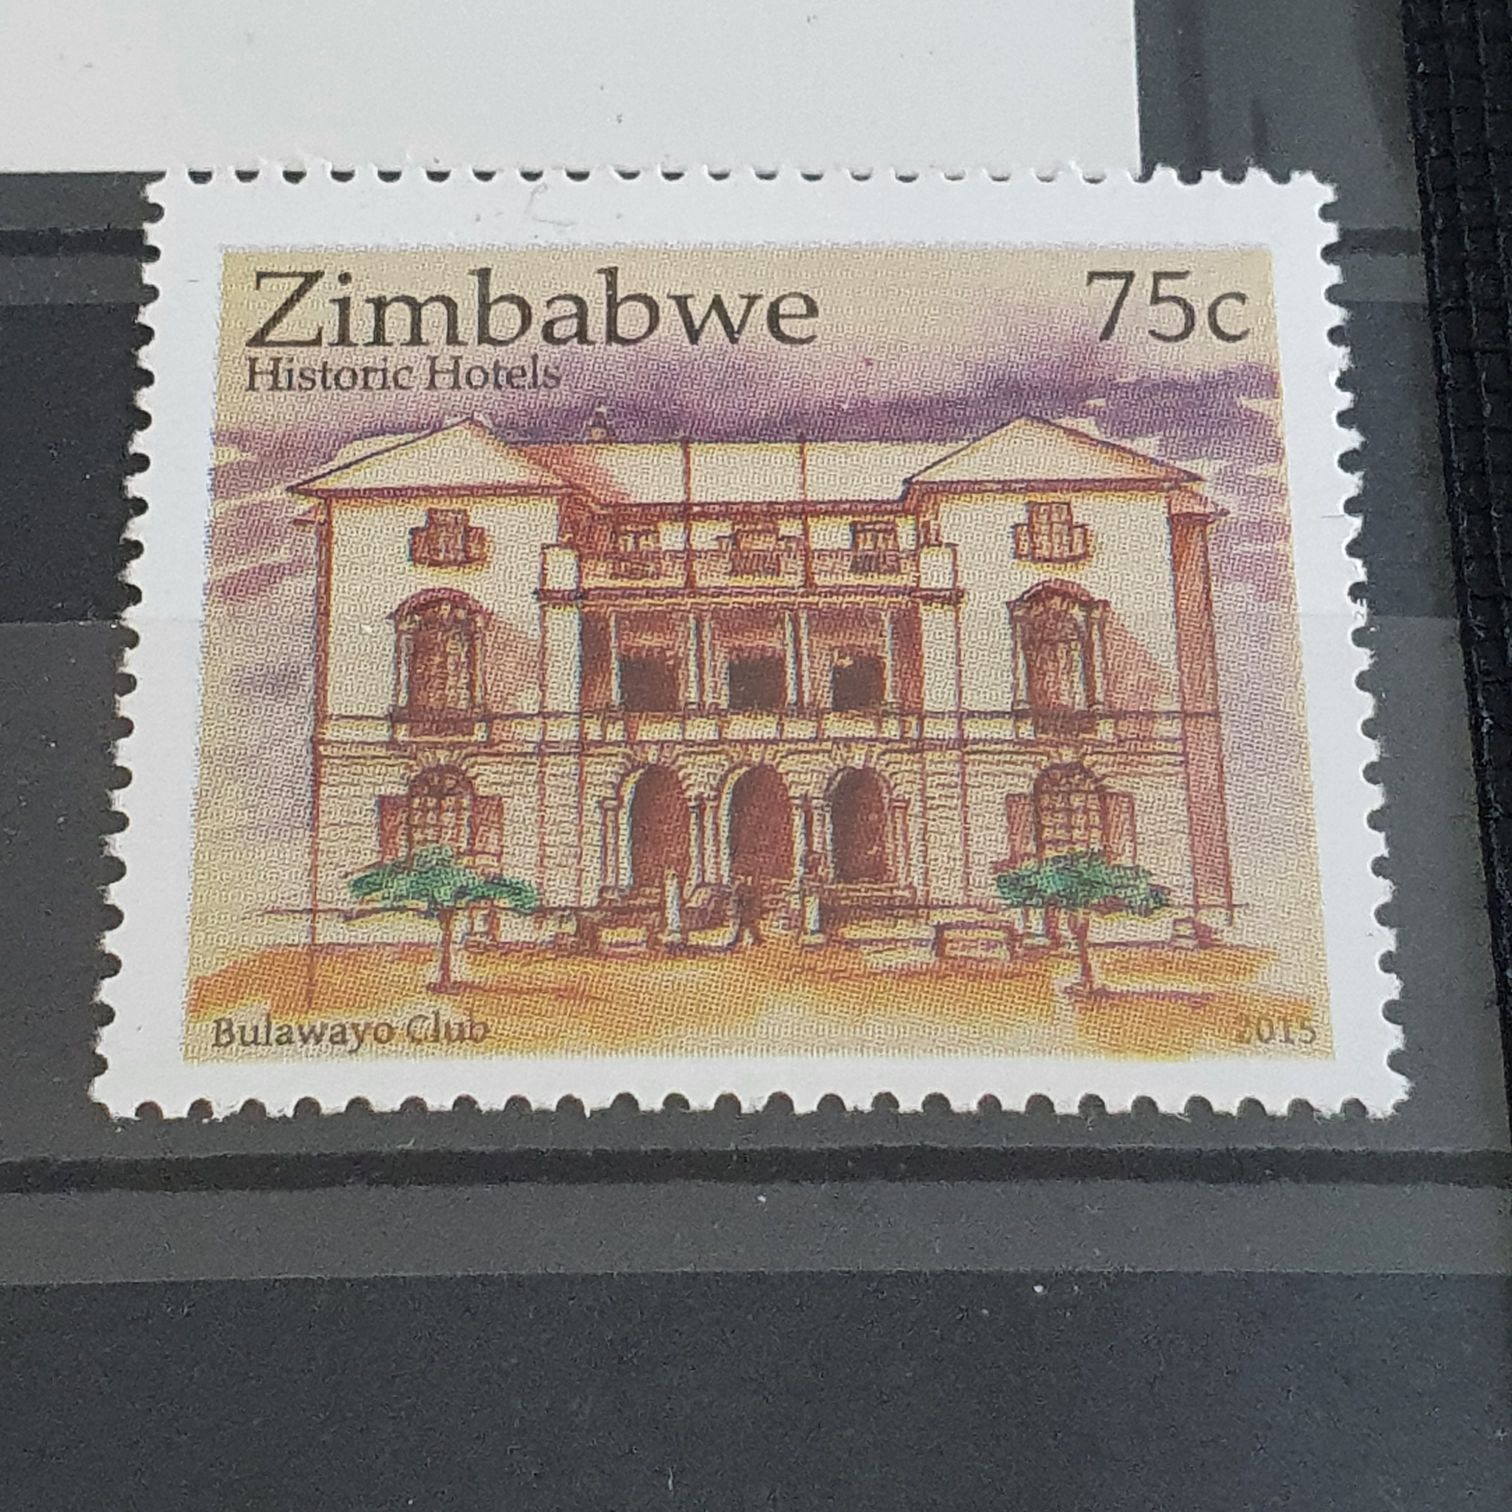 Zimbabwe 75c
Historic Hotels
Bulawayo Club 2015